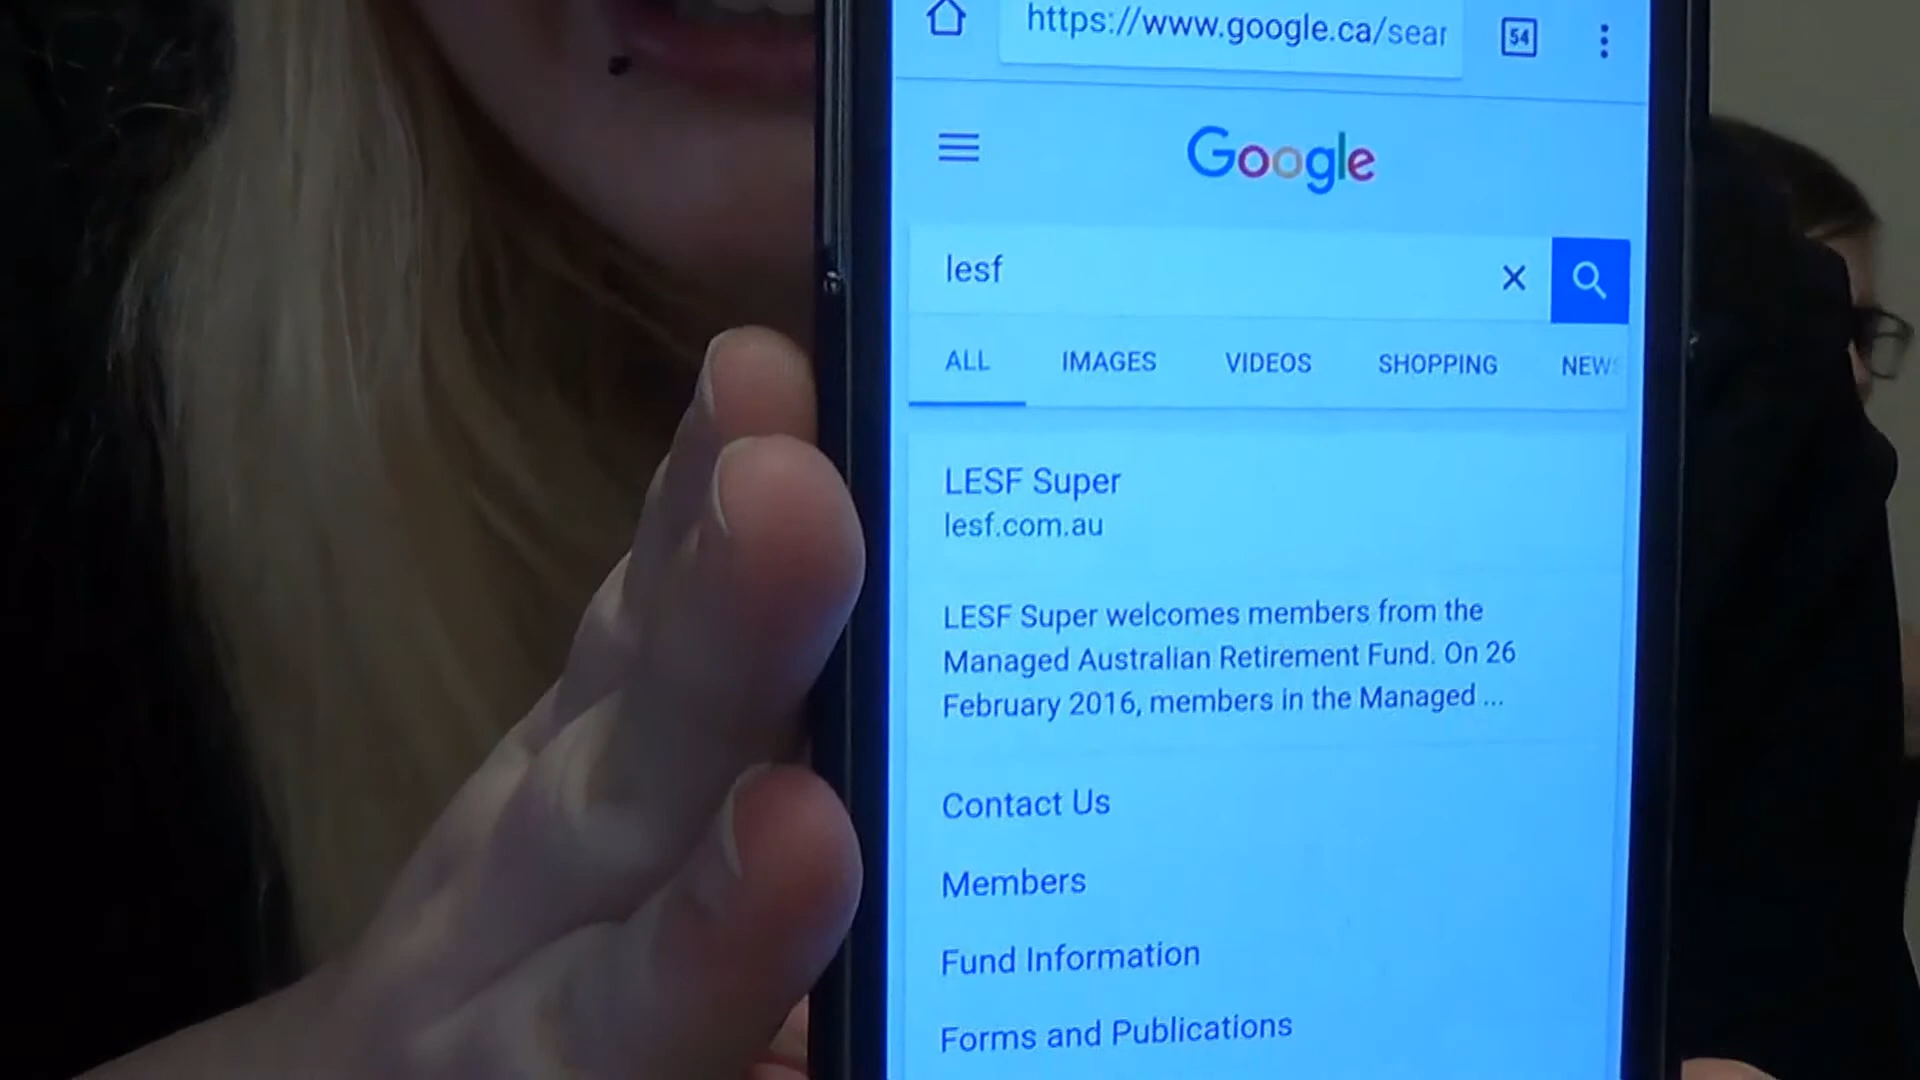 https://www.google.ca/sear
54
Google
lesf
ALL IMAGES VIDEOS SHOPPING NEWS
LESF Super
lesf.com.au
LESF Super welcomes members from the
Managed Australian Retirement Fund. On 26
February 2016, members in the Managed ...
Contact Us
Members
Fund Information
Forms and Publications